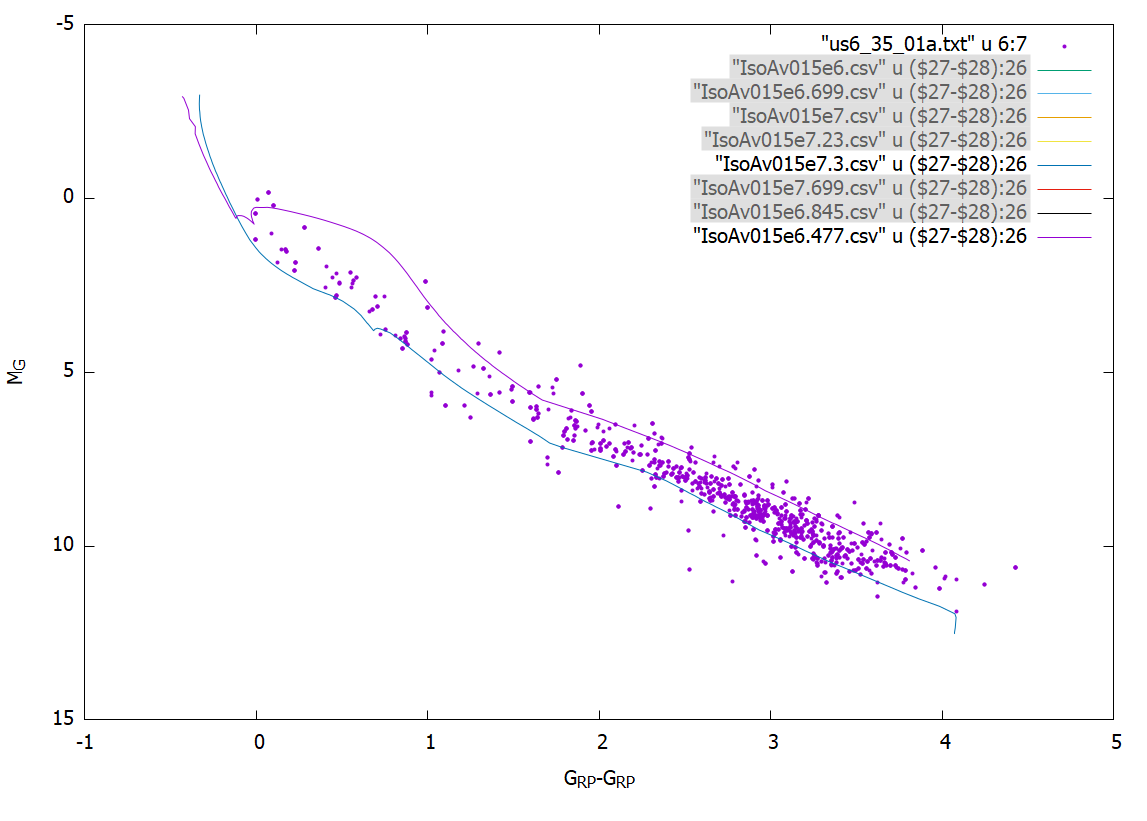 -5
0
5
10
15
-1
0
1
2
3
4
5
M_G
G_RP-G_RP
"us6_35_01a.txt" u 6:7
"IsoAv015e6.csv" u ($27-$28):26
"IsoAv015e6.699.csv" u ($27-$28):26
"IsoAv015e7.csv" u ($27-$28):26
"IsoAv015e7.23.csv" u ($27-$28):26
"IsoAv015e7.3.csv" u ($27-$28):26
"IsoAv015e7.699.csv" u ($27-$28):26
"IsoAv015e6.845.csv" u ($27-$28):26
"IsoAv015e6.477.csv" u ($27-$28):26